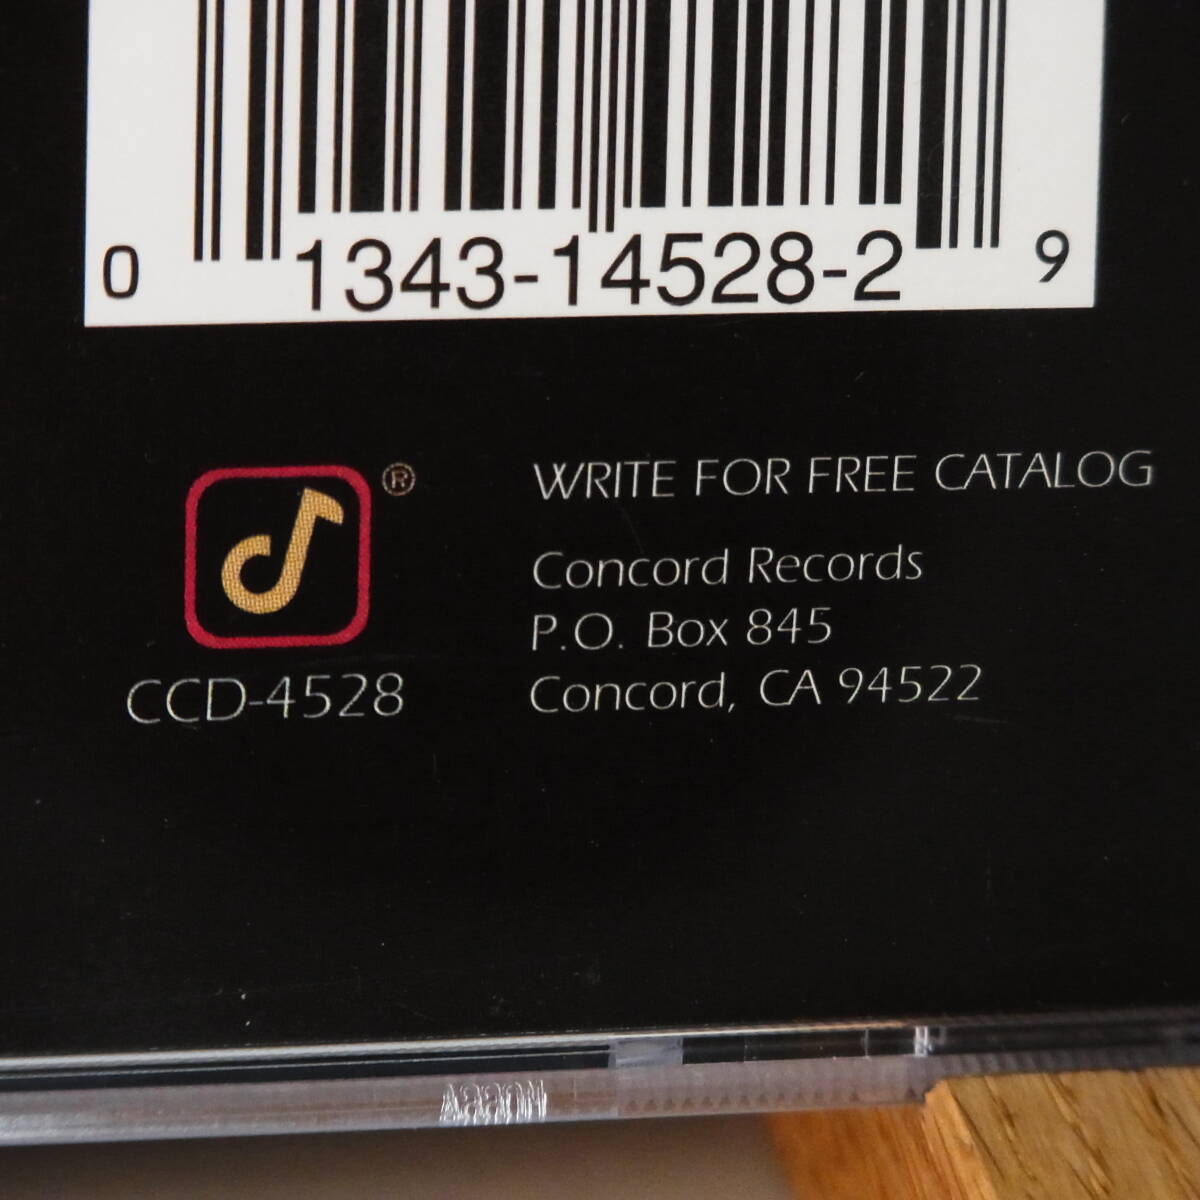 0 1343-14528-2 9
®
WRITE FOR FREE CATALOG
Concord Records
P.O. Box 845
Concord, CA 94522
CCD-4528